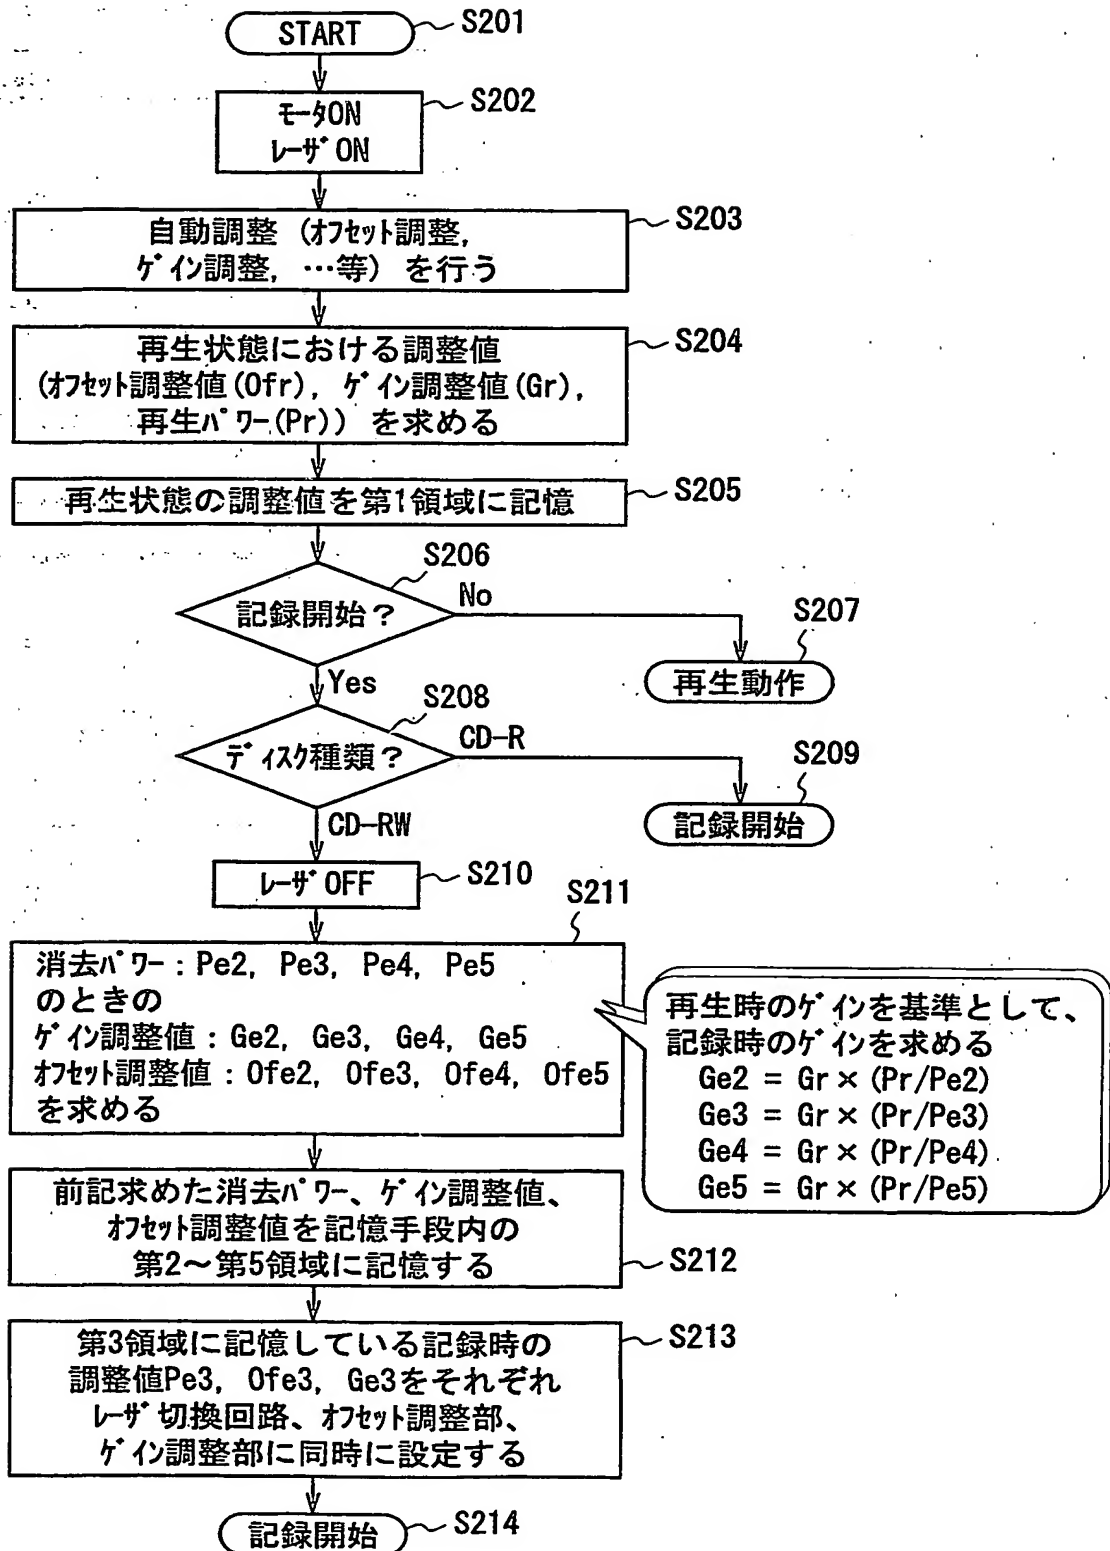 START
S201
モータON
レーザON
S202
自動調整 (オフセット調整,
ゲイン調整, …等) を行う
S203
再生状態における調整値
(オフセット調整値(Ofr), ゲイン調整値(Gr),
再生パワー(Pr)) を求める
S204
再生状態の調整値を第1領域に記憶
S205
S206
記録開始？
No
S207
再生動作
Yes
S208
ディスク種類？
CD-R
S209
記録開始
CD-RW
レーザOFF
S210
S211
消去パワー：Pe2, Pe3, Pe4, Pe5
のときの
ゲイン調整値：Ge2, Ge3, Ge4, Ge5
オフセット調整値：Ofe2, Ofe3, Ofe4, Ofe5
を求める
再生時のゲインを基準として、
記録時のゲインを求める
Ge2 = Gr × (Pr/Pe2)
Ge3 = Gr × (Pr/Pe3)
Ge4 = Gr × (Pr/Pe4)
Ge5 = Gr × (Pr/Pe5)
前記求めた消去パワー、ゲイン調整値、
オフセット調整値を記憶手段内の
第2～第5領域に記憶する
S212
第3領域に記憶している記録時の
調整値Pe3, Ofe3, Ge3をそれぞれ
レーザ切換回路、オフセット調整部、
ゲイン調整部に同時に設定する
S213
記録開始
S214